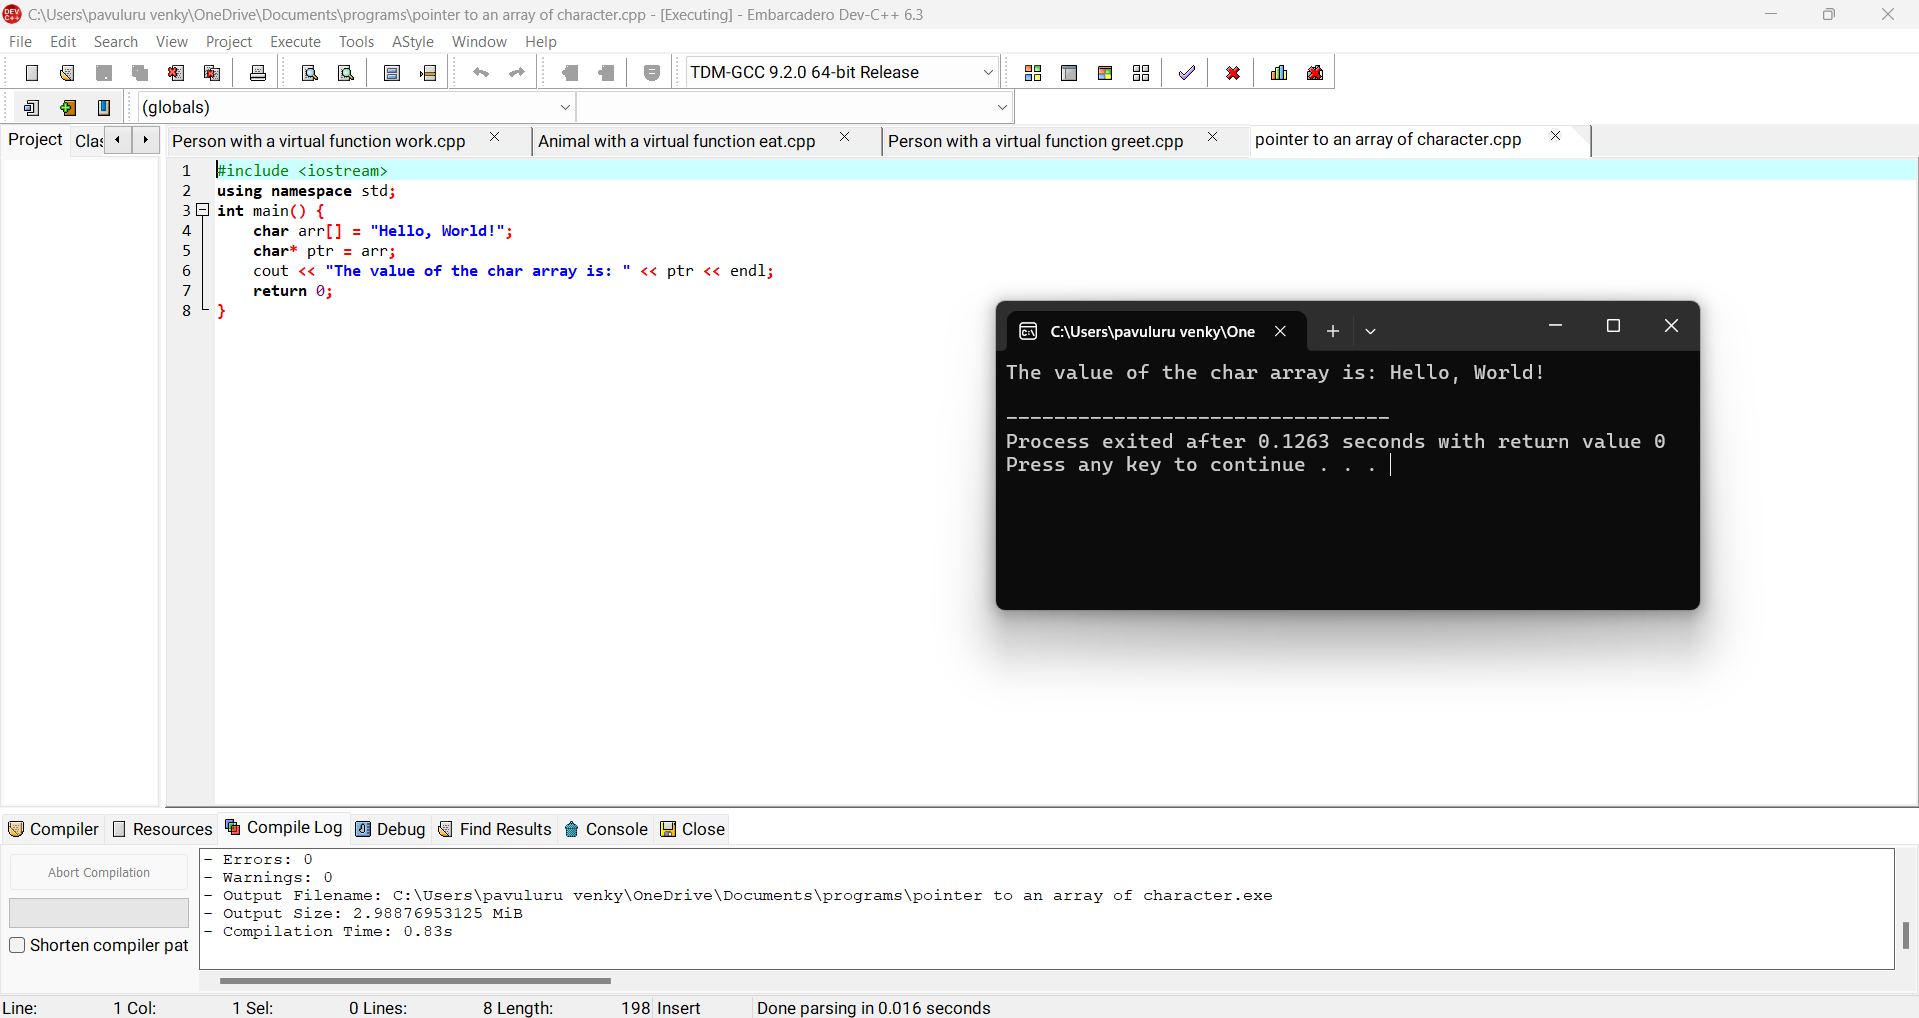 C:\Users\pavuluru venky\OneDrive\Documents\programs\pointer to an array of character.cpp - [Executing] - Embarcadero Dev-C++ 6.3
File Edit Search View Project Execute Tools AStyle Window Help
TDM-GCC 9.2.0 64-bit Release
(globals)
Project Clas Person with a virtual function work.cpp Animal with a virtual function eat.cpp Person with a virtual function greet.cpp pointer to an array of character.cpp
1 #include <iostream>
2 using namespace std;
3 int main() {
4 char arr[] = "Hello, World!";
5 char* ptr = arr;
6 cout << "The value of the char array is: " << ptr << endl;
7 return 0;
8 }
C:\Users\pavuluru venky\One
The value of the char array is: Hello, World!
--------------------------------
Process exited after 0.1263 seconds with return value 0
Press any key to continue . . .
Compiler Resources Compile Log Debug Find Results Console Close
Abort Compilation
Shorten compiler pat
- Errors: 0
- Warnings: 0
- Output Filename: C:\Users\pavuluru venky\OneDrive\Documents\programs\pointer to an array of character.exe
- Output Size: 2.98876953125 MiB
- Compilation Time: 0.83s
Line: 1 Col: 1 Sel: 0 Lines: 8 Length: 198 Insert Done parsing in 0.016 seconds